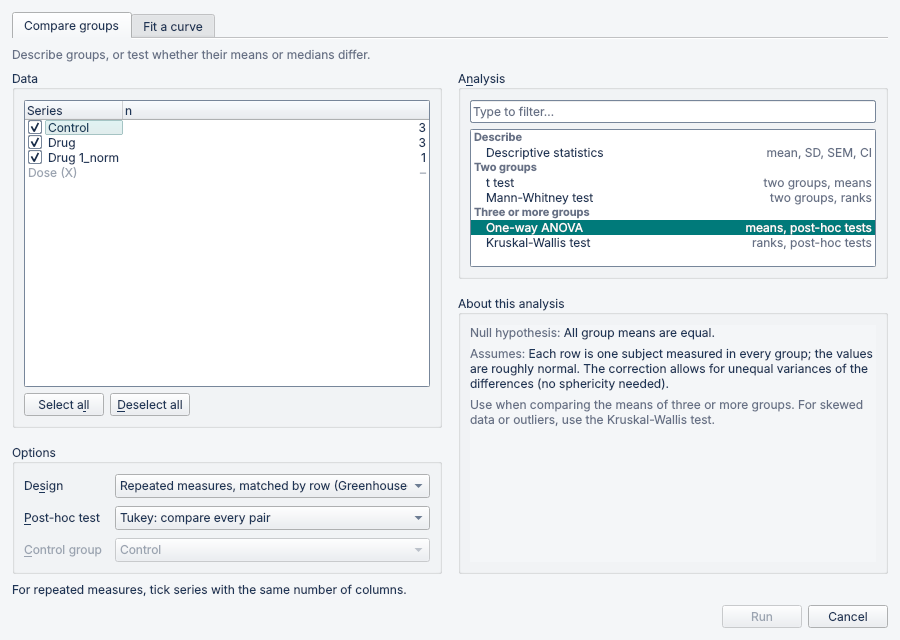 Compare groups
Fit a curve
Describe groups, or test whether their means or medians differ.
Data
Series n
Control 3
Drug 3
Drug 1_norm 1
Dose (X) –
Select all
Deselect all
Options
Design Repeated measures, matched by row (Greenhouse
Post-hoc test Tukey: compare every pair
Control group Control
For repeated measures, tick series with the same number of columns.
Analysis
Type to filter...
Describe
Descriptive statistics mean, SD, SEM, CI
Two groups
t test two groups, means
Mann-Whitney test two groups, ranks
Three or more groups
One-way ANOVA means, post-hoc tests
Kruskal-Wallis test ranks, post-hoc tests
About this analysis
Null hypothesis: All group means are equal.
Assumes: Each row is one subject measured in every group; the values
are roughly normal. The correction allows for unequal variances of the
differences (no sphericity needed).
Use when comparing the means of three or more groups. For skewed
data or outliers, use the Kruskal-Wallis test.
Run
Cancel